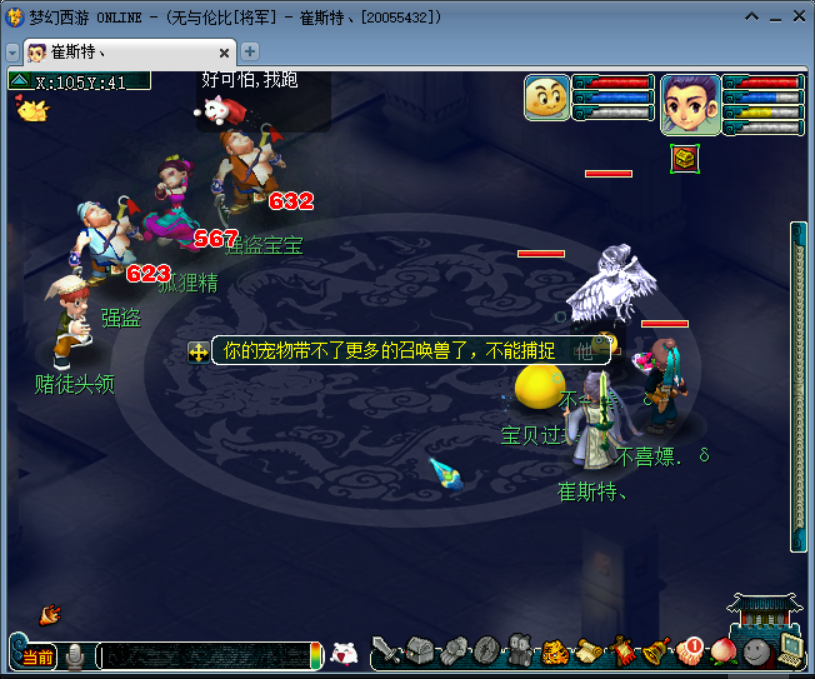 梦幻西游 ONLINE - (无与伦比[将军] - 崔斯特、[20055432])
崔斯特、
X:105Y:41
好可怕,我跑
632
567
强盗宝宝
623
狐狸精
强盗
你的宠物带不了更多的召唤兽了，不能捕捉
他
赌徒头领
不
δ
宝贝过
不喜嫖．δ
崔斯特、
当前
1